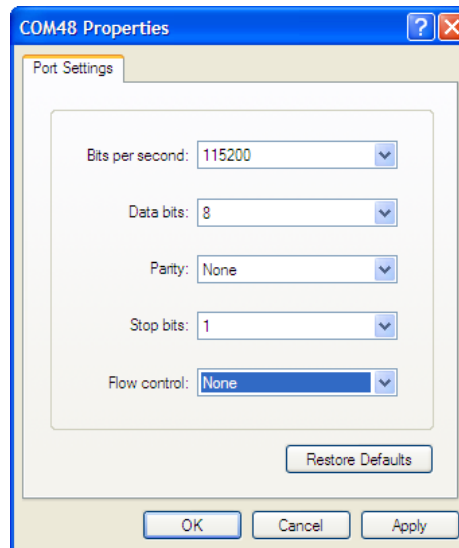 COM48 Properties
Port Settings
Bits per second: 115200
Data bits: 8
Parity: None
Stop bits: 1
Flow control: None
Restore Defaults
OK Cancel Apply